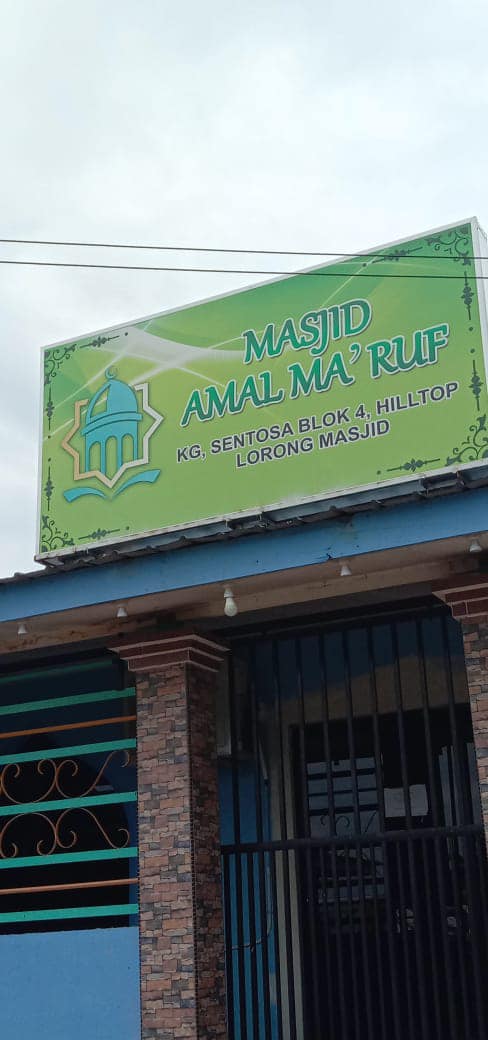 MASJID
AMAL MA'RUF
KG, SENTOSA BLOK 4, HILLTOP
LORONG MASJID